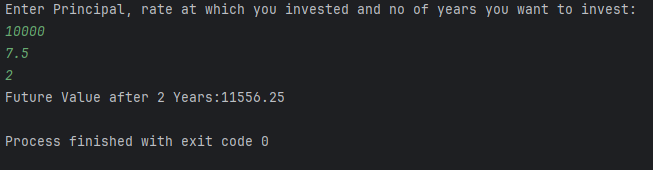 Enter Principal, rate at which you invested and no of years you want to invest:
10000
7.5
2
Future Value after 2 Years:11556.25
Process finished with exit code 0